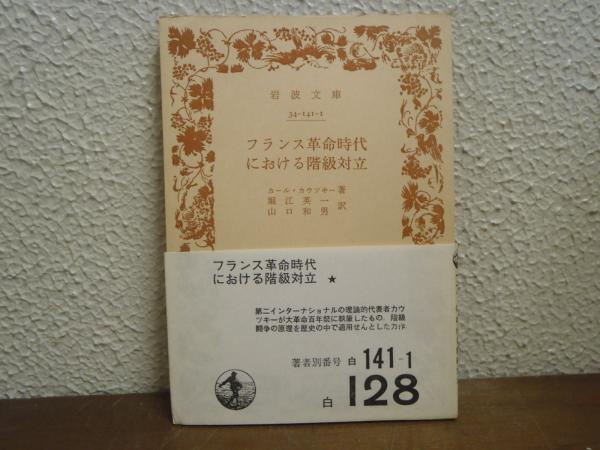 岩波文庫
34-141-1
フランス革命時代
における階級対立
カール・カウツキー著
堀江英一
山口和男 訳
フランス革命時代
における階級対立 ★
第二インターナショナルの理論的代表者カウ
ツキーが大革命百年祭に執筆したもの．階級
闘争の原理を歴史の中で適用せんとした力作
著者別番号 白 141-1
白 128